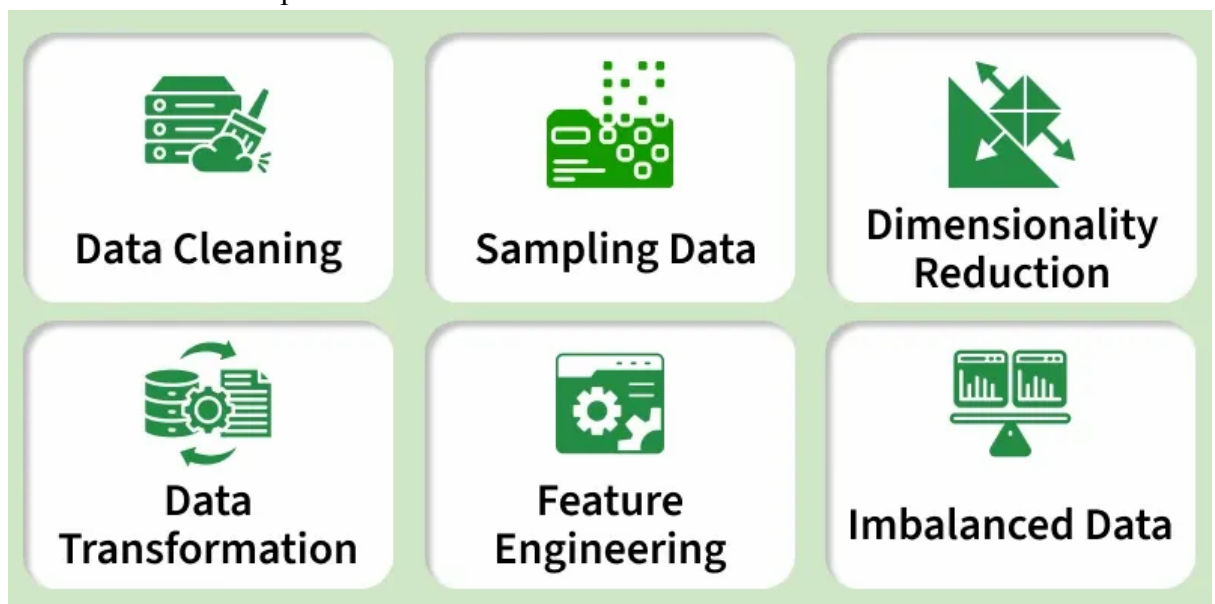 Data Cleaning
Sampling Data
Dimensionality
Reduction
Data
Transformation
Feature
Engineering
Imbalanced Data